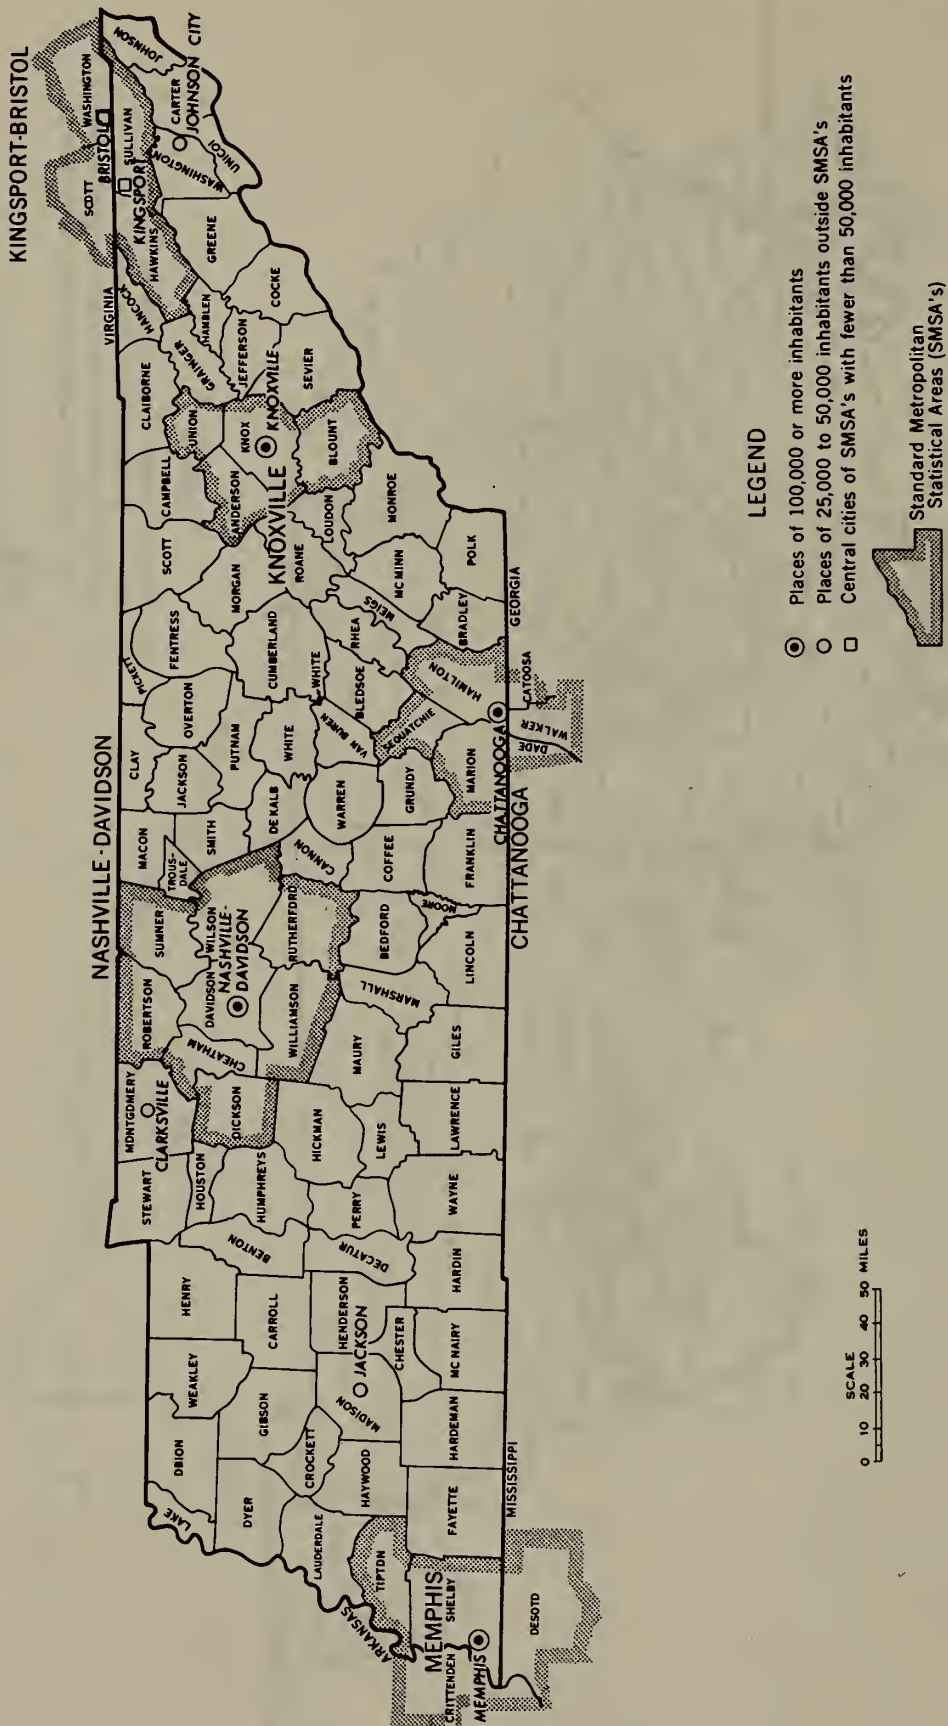 KINGSPORT-BRISTOL
NASHVILLE-DAVIDSON
VIRGINIA
WASHINGTON
SCOTT
BRISTOL
SULLIVAN
KINGSPORT
HAWKINS
JOHNSON
CARTER
JOHNSON CITY
WASHINGTON
UNICOI
GREENE
HANCOCK
HAMBLEN
COCKE
CLAIBORNE
GRAINGER
JEFFERSON
SEVIER
UNION
KNOX
KNOXVILLE
BLOUNT
CAMPBELL
ANDERSON
KNOXVILLE
LOUDON
MONROE
SCOTT
MORGAN
ROANE
MC MINN
POLK
PICKETT
FENTRESS
CUMBERLAND
RHEA
MEIGS
BRADLEY
CLAY
OVERTON
PUTNAM
WHITE
WHITE
BLEDSOE
HAMILTON
JACKSON
VAN BUREN
SEQUATCHIE
MACON
SMITH
DE KALB
WARREN
GRUNDY
MARION
CHATTANOOGA
TROUS-
DALE
CANNON
COFFEE
FRANKLIN
SUMNER
WILSON
RUTHERFORD
BEDFORD
MOORE
LINCOLN
ROBERTSON
DAVIDSON
NASHVILLE-
DAVIDSON
WILLIAMSON
MARSHALL
CHEATHAM
MAURY
GILES
MONTGOMERY
CLARKSVILLE
DICKSON
HICKMAN
LEWIS
LAWRENCE
STEWART
HOUSTON
HUMPHREYS
PERRY
WAYNE
BENTON
DECATUR
HARDIN
HENRY
CARROLL
HENDERSON
CHESTER
MC NAIRY
WEAKLEY
GIBSON
JACKSON
MADISON
HARDEMAN
OBION
CROCKETT
HAYWOOD
FAYETTE
LAKE
DYER
LAUDERDALE
TIPTON
ARKANSAS
MEMPHIS
SHELBY
CRITTENDEN
MEMPHIS
DESOTO
MISSISSIPPI
GEORGIA
CATOOSA
WALKER
DADE
CHATTANOOGA
LEGEND
Places of 100,000 or more inhabitants
Places of 25,000 to 50,000 inhabitants outside SMSA's
Central cities of SMSA's with fewer than 50,000 inhabitants
Standard Metropolitan
Statistical Areas (SMSA's)
SCALE
0 10 20 30 40 50 MILES